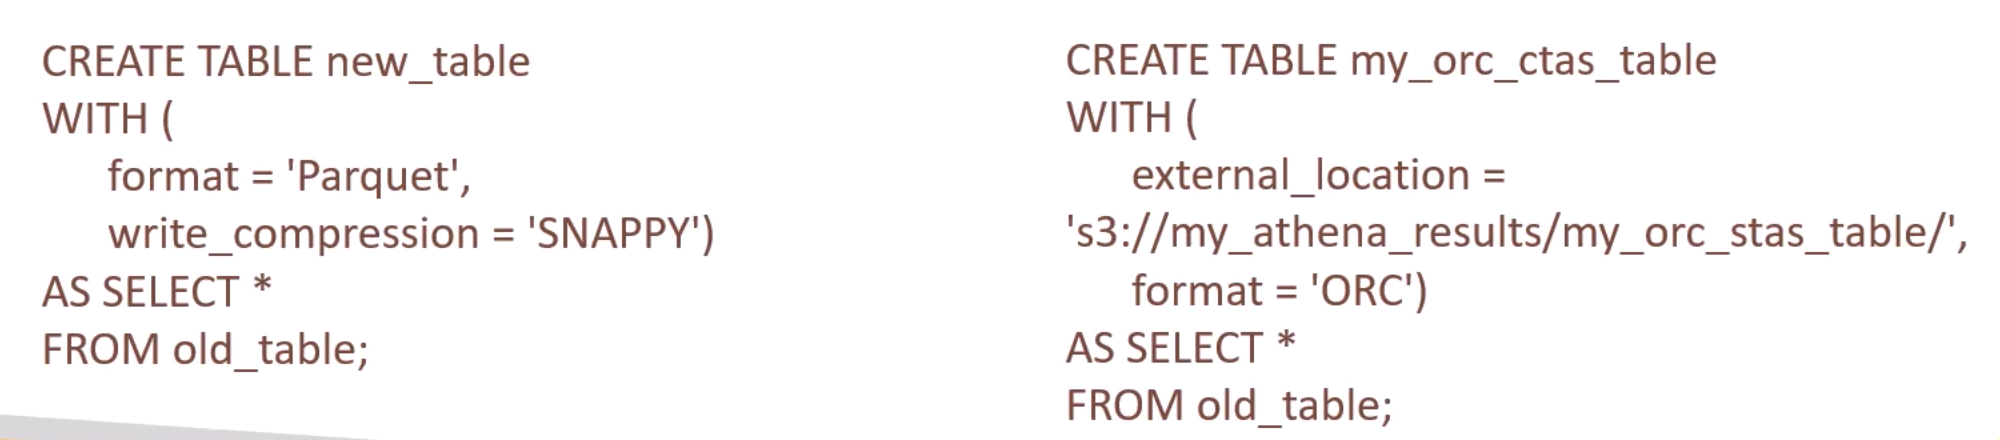 CREATE TABLE new_table
WITH (
format = 'Parquet',
write_compression = 'SNAPPY')
AS SELECT *
FROM old_table;
CREATE TABLE my_orc_ctas_table
WITH (
external_location =
's3://my_athena_results/my_orc_stas_table/',
format = 'ORC')
AS SELECT *
FROM old_table;